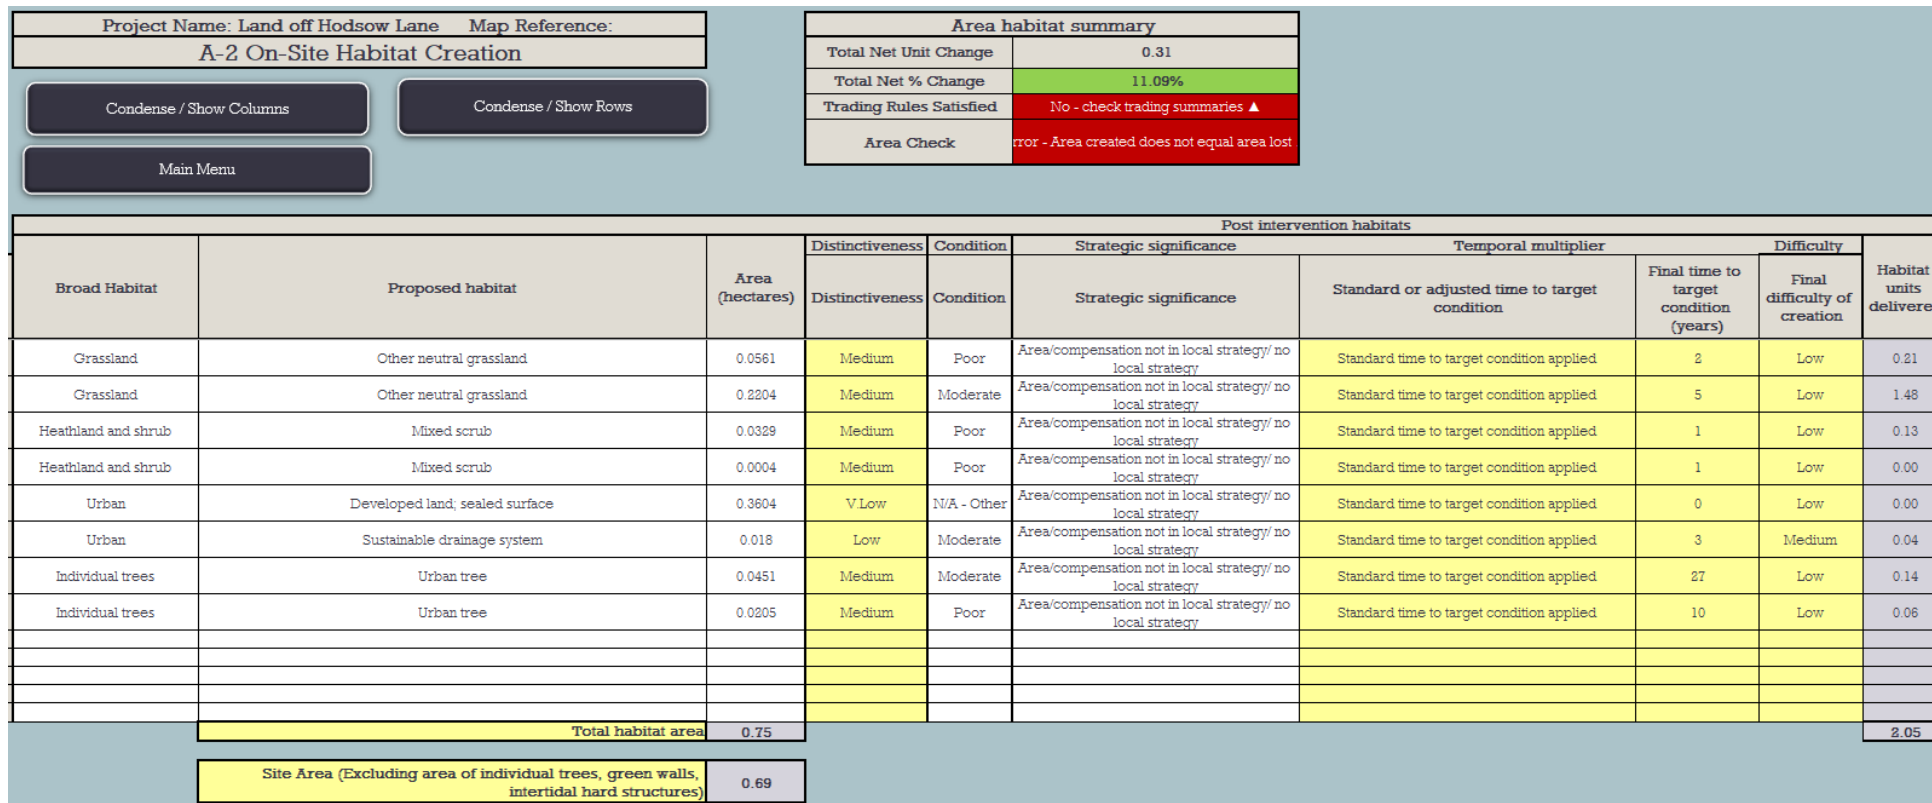 Project Name: Land off Hodsow Lane Map Reference:
A-2 On-Site Habitat Creation
Condense / Show Columns
Condense / Show Rows
Main Menu
Area habitat summary
Total Net Unit Change 0.31
Total Net % Change 11.09%
Trading Rules Satisfied No - check trading summaries ▲
Area Check rror - Area created does not equal area lost
Post intervention habitats
Distinctiveness Condition Strategic significance Temporal multiplier Difficulty
Broad Habitat Proposed habitat Area (hectares) Distinctiveness Condition Strategic significance Standard or adjusted time to target condition Final time to target condition (years) Final difficulty of creation Habitat units delivere
Grassland Other neutral grassland 0.0561 Medium Poor Area/compensation not in local strategy/ no local strategy Standard time to target condition applied 2 Low 0.21
Grassland Other neutral grassland 0.2204 Medium Moderate Area/compensation not in local strategy/ no local strategy Standard time to target condition applied 5 Low 1.48
Heathland and shrub Mixed scrub 0.0329 Medium Poor Area/compensation not in local strategy/ no local strategy Standard time to target condition applied 1 Low 0.13
Heathland and shrub Mixed scrub 0.0004 Medium Poor Area/compensation not in local strategy/ no local strategy Standard time to target condition applied 1 Low 0.00
Urban Developed land; sealed surface 0.3604 V.Low N/A - Other Area/compensation not in local strategy/ no local strategy Standard time to target condition applied 0 Low 0.00
Urban Sustainable drainage system 0.018 Low Moderate Area/compensation not in local strategy/ no local strategy Standard time to target condition applied 3 Medium 0.04
Individual trees Urban tree 0.0451 Medium Moderate Area/compensation not in local strategy/ no local strategy Standard time to target condition applied 27 Low 0.14
Individual trees Urban tree 0.0205 Medium Poor Area/compensation not in local strategy/ no local strategy Standard time to target condition applied 10 Low 0.06
Total habitat area 0.75 2.05
Site Area (Excluding area of individual trees, green walls, intertidal hard structures) 0.69